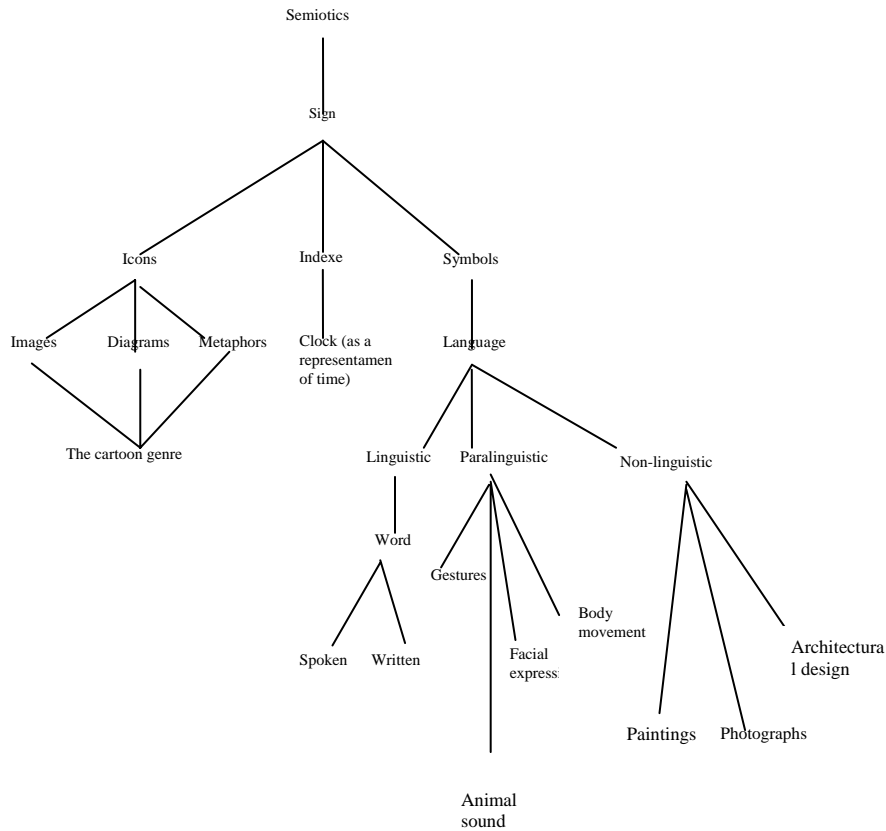 Semiotics
Sign
Icons
Indexe
Symbols
Images
Diagrams
Metaphors
Clock (as a
representamen
of time)
Language
The cartoon genre
Linguistic
Paralinguistic
Non-linguistic
Word
Gestures
Body
movement
Spoken
Written
Facial
express
Architectura
l design
Paintings
Photographs
Animal
sound